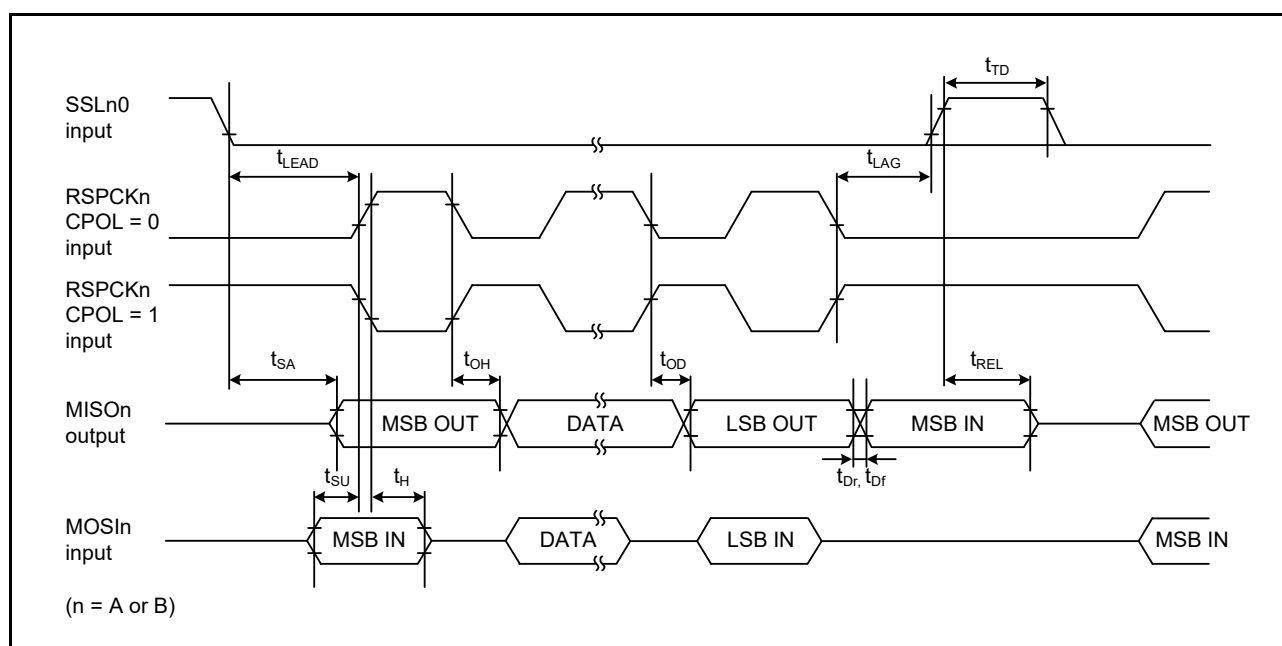 tTD
SSLn0
input
tLEAD
tLAG
RSPCKn
CPOL = 0
input
RSPCKn
CPOL = 1
input
tSA
tOH
tOD
tREL
MISOn
output
MSB OUT
DATA
LSB OUT
MSB IN
MSB OUT
tSU
tH
tDr, tDf
MOSIn
input
MSB IN
DATA
LSB IN
MSB IN
(n = A or B)